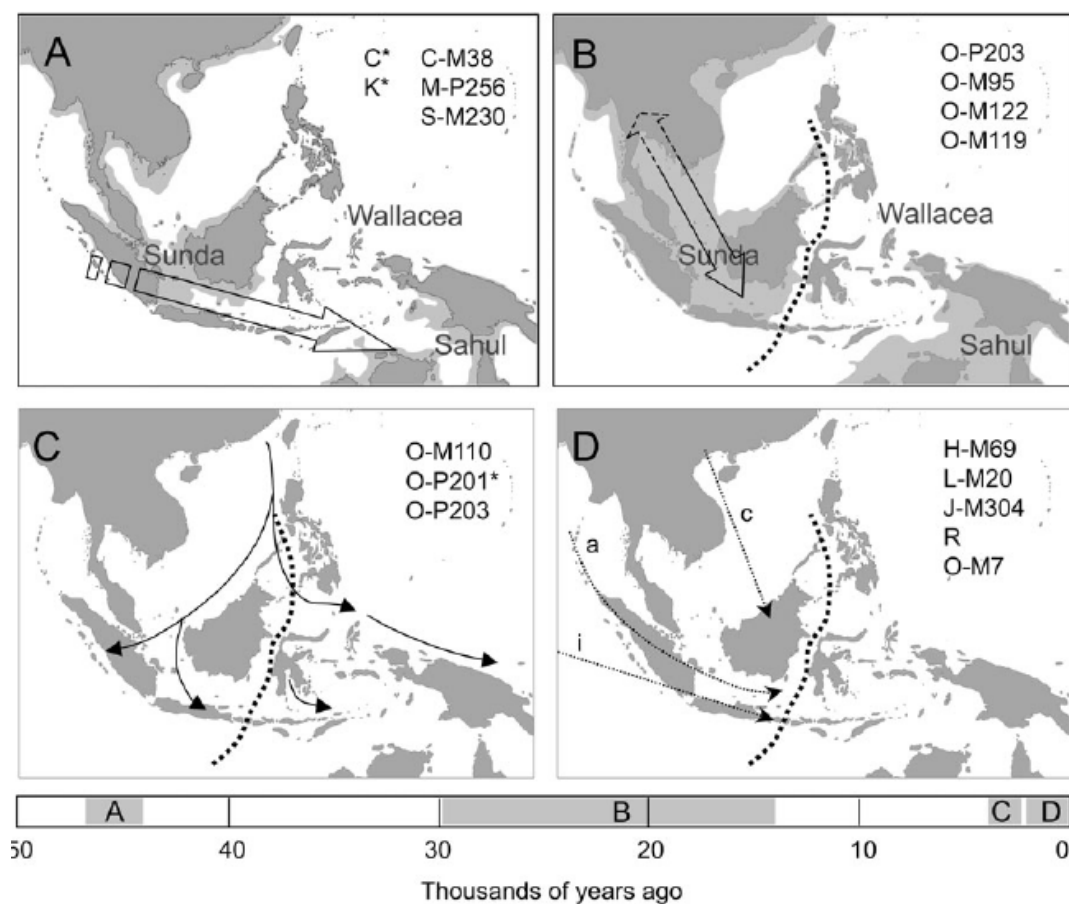 A
C* C-M38
K* M-P256
S-M230
Wallacea
Sunda
Sahul
B
O-P203
O-M95
O-M122
O-M119
Wallacea
Sunda
Sahul
C
O-M110
O-P201*
O-P203
D
H-M69
L-M20
J-M304
R
O-M7
c
a
i
A B C D
50 40 30 20 10 0
Thousands of years ago